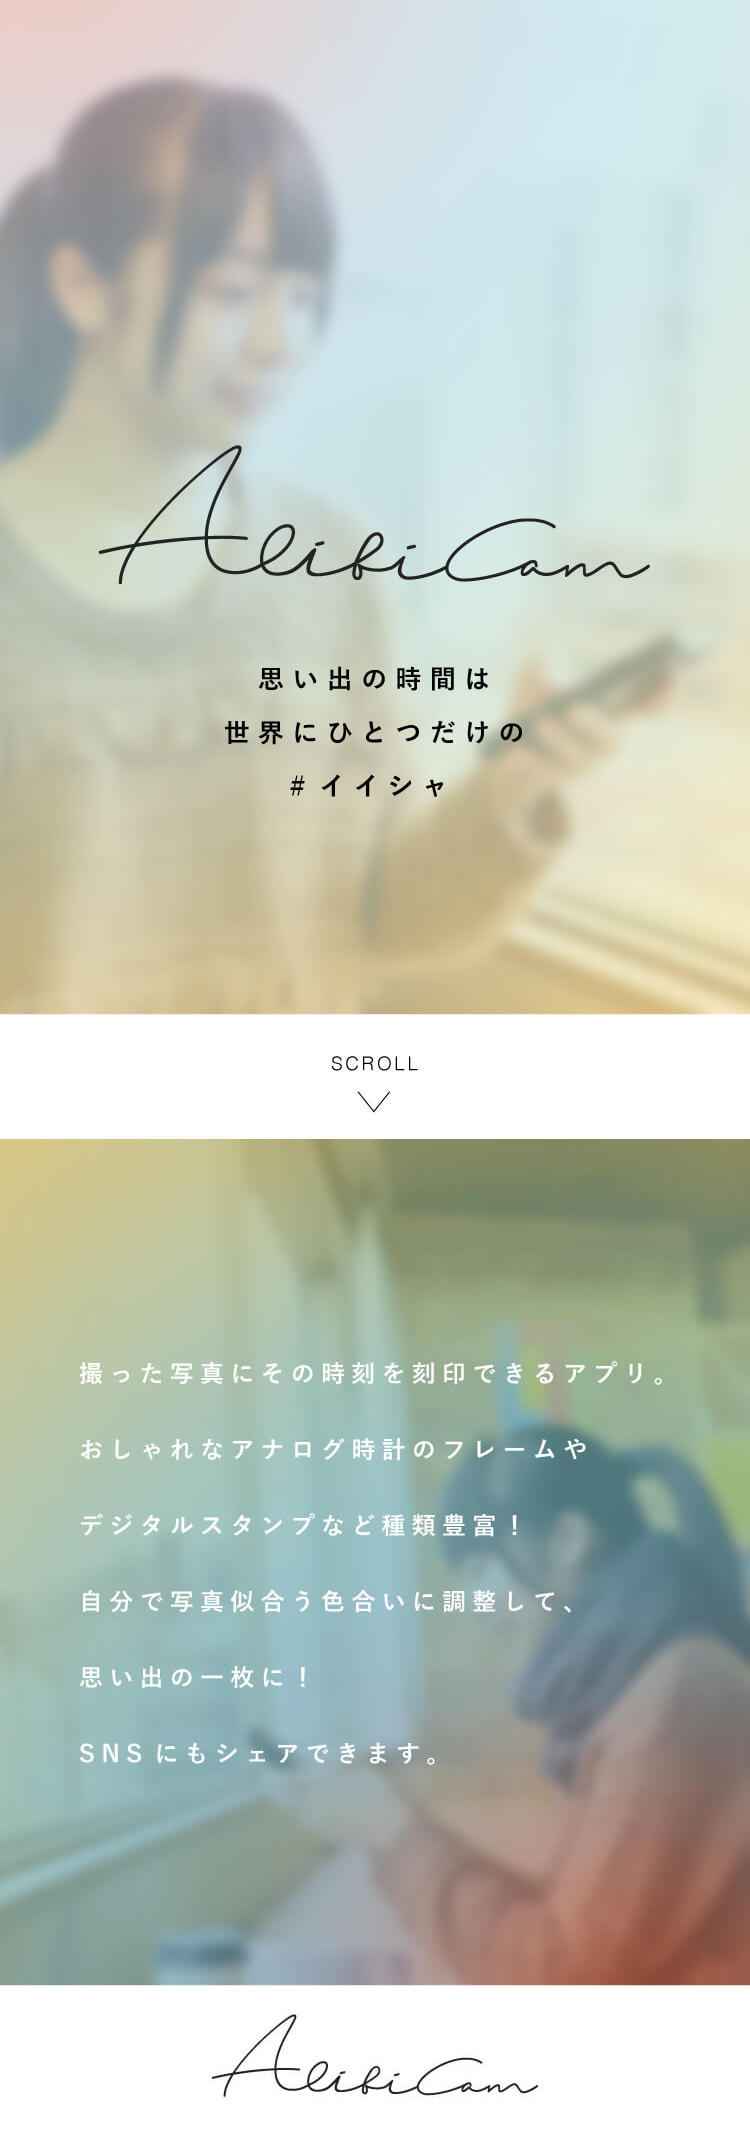 AlibiCam
思い出の時間は
世界にひとつだけの
#イイシャ
SCROLL
撮った写真にその時刻を刻印できるアプリ。
おしゃれなアナログ時計のフレームや
デジタルスタンプなど種類豊富！
自分で写真似合う色合いに調整して、
思い出の一枚に！
SNSにもシェアできます。
AlibiCam